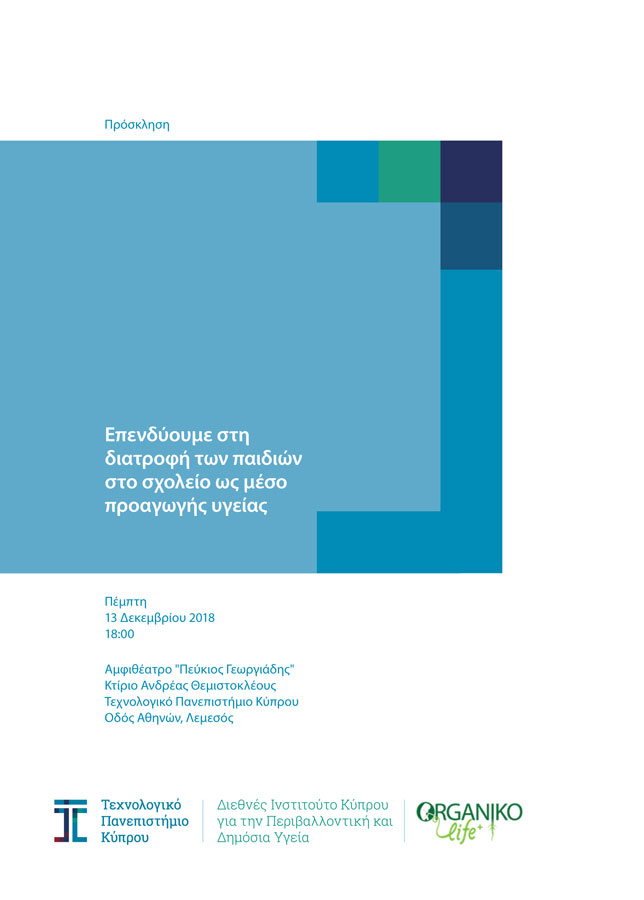 Πρόσκληση
Επενδύουμε στη
διατροφή των παιδιών
στο σχολείο ως μέσο
προαγωγής υγείας
Πέμπτη
13 Δεκεμβρίου 2018
18:00
Αμφιθέατρο "Πεύκιος Γεωργιάδης"
Κτίριο Ανδρέας Θεμιστοκλέους
Τεχνολογικό Πανεπιστήμιο Κύπρου
Οδός Αθηνών, Λεμεσός
Τεχνολογικό
Πανεπιστήμιο
Κύπρου
Διεθνές Ινστιτούτο Κύπρου
για την Περιβαλλοντική και
Δημόσια Υγεία
ORGANIKO
life+